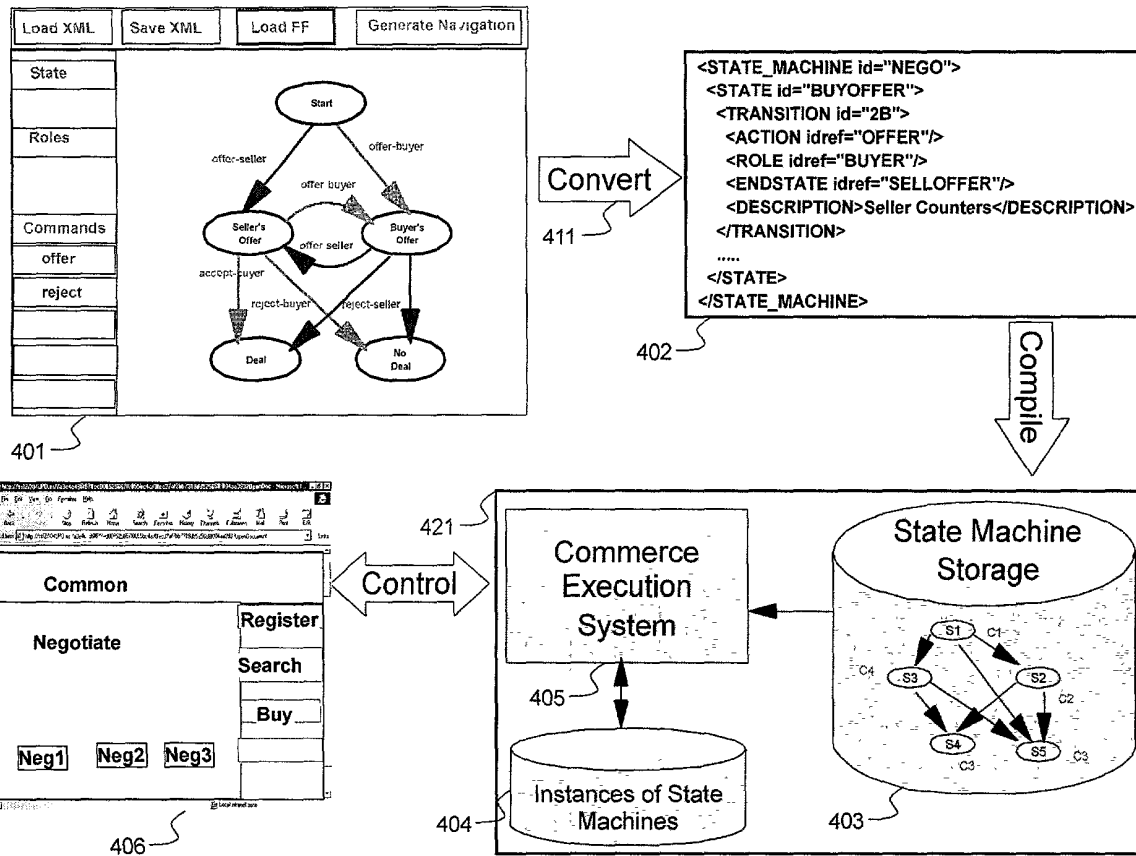 Load XML
Save XML
Load FF
Generate Navigation
State
Roles
Commands
offer
reject
Start
offer-seller
offer-buyer
offer buyer
Seller's
Offer
Buyer's
Offer
offer seller
accept-buyer
reject-buyer
reject-seller
Deal
No
Deal
401
Convert
411
<STATE_MACHINE id="NEGO">
<STATE id="BUYOFFER">
<TRANSITION id="2B">
<ACTION idref="OFFER"/>
<ROLE idref="BUYER"/>
<ENDSTATE idref="SELLOFFER"/>
<DESCRIPTION>Seller Counters</DESCRIPTION>
</TRANSITION>
.....
</STATE>
</STATE_MACHINE>
402
Compile
Common
Negotiate
Register
Search
Buy
Neg1
Neg2
Neg3
406
Control
421
Commerce
Execution
System
405
Instances of State
Machines
404
State Machine
Storage
S1
C1
C4
S3
S2
C2
S4
C3
S5
C3
403